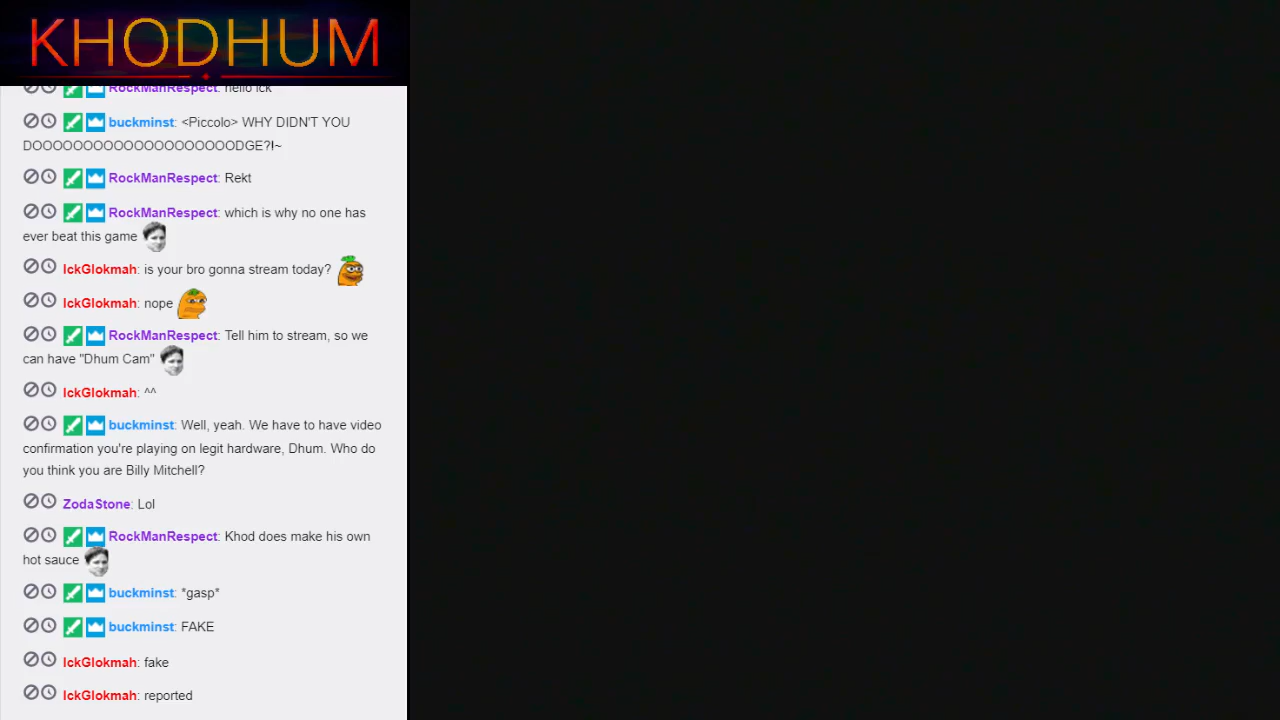 KHODHUM
RockManRespect: hello Ick
buckminst: <Piccolo> WHY DIDN'T YOU
DOOOOOOOOOOOOOOOOOOOODGE?!~
RockManRespect: Rekt
RockManRespect: which is why no one has
ever beat this game
IckGlokmah: is your bro gonna stream today?
IckGlokmah: nope
RockManRespect: Tell him to stream, so we
can have "Dhum Cam"
IckGlokmah: ^^
buckminst: Well, yeah. We have to have video
confirmation you're playing on legit hardware, Dhum. Who do
you think you are Billy Mitchell?
ZodaStone: Lol
RockManRespect: Khod does make his own
hot sauce
buckminst: *gasp*
buckminst: FAKE
IckGlokmah: fake
IckGlokmah: reported